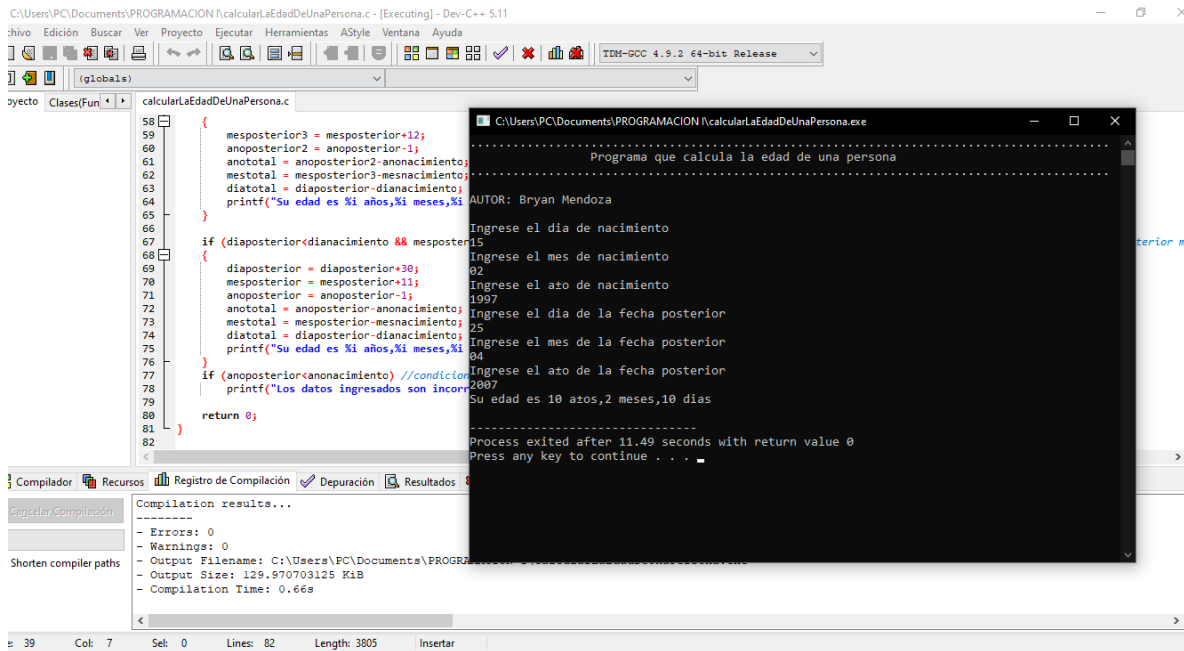 C:\Users\PC\Documents\PROGRAMACION I\calcularLaEdadDeUnaPersona.c - [Executing] - Dev-C++ 5.11
chivo Edición Buscar Ver Proyecto Ejecutar Herramientas AStyle Ventana Ayuda
TDM-GCC 4.9.2 64-bit Release
(globals)
oyecto Clases(Fun calcularLaEdadDeUnaPersona.c
58 {
59 mesposterior3 = mesposterior+12;
60 anoposterior2 = anoposterior-1;
61 anototal = anoposterior2-anonacimiento;
62 mestotal = mesposterior3-mesnacimiento;
63 diatotal = diaposterior-dianacimiento;
64 printf("Su edad es %i años,%i meses,%i
65 }
66
67 if (diaposterior<dianacimiento && mesposter
terior m
68 {
69 diaposterior = diaposterior+30;
70 mesposterior = mesposterior+11;
71 anoposterior = anoposterior-1;
72 anototal = anoposterior-anonacimiento;
73 mestotal = mesposterior-mesnacimiento;
74 diatotal = diaposterior-dianacimiento;
75 printf("Su edad es %i años,%i meses,%i
76 }
77 if (anoposterior<anonacimiento) //condicion
78 printf("Los datos ingresados son incorr
79
80 return 0;
81 }
82
C:\Users\PC\Documents\PROGRAMACION I\calcularLaEdadDeUnaPersona.exe
Programa que calcula la edad de una persona
AUTOR: Bryan Mendoza
Ingrese el dia de nacimiento
15
Ingrese el mes de nacimiento
02
Ingrese el a±o de nacimiento
1997
Ingrese el dia de la fecha posterior
25
Ingrese el mes de la fecha posterior
04
Ingrese el a±o de la fecha posterior
2007
Su edad es 10 a±os,2 meses,10 dias
--------------------------------
Process exited after 11.49 seconds with return value 0
Press any key to continue . . .
Compilador Recursos Registro de Compilación Depuración Resultados
Cancelar Compilación
Shorten compiler paths
Compilation results...
--------
- Errors: 0
- Warnings: 0
- Output Filename: C:\Users\PC\Documents\PROGRA
- Output Size: 129.970703125 KiB
- Compilation Time: 0.66s
39 Col: 7 Sel: 0 Lines: 82 Length: 3805 Insertar